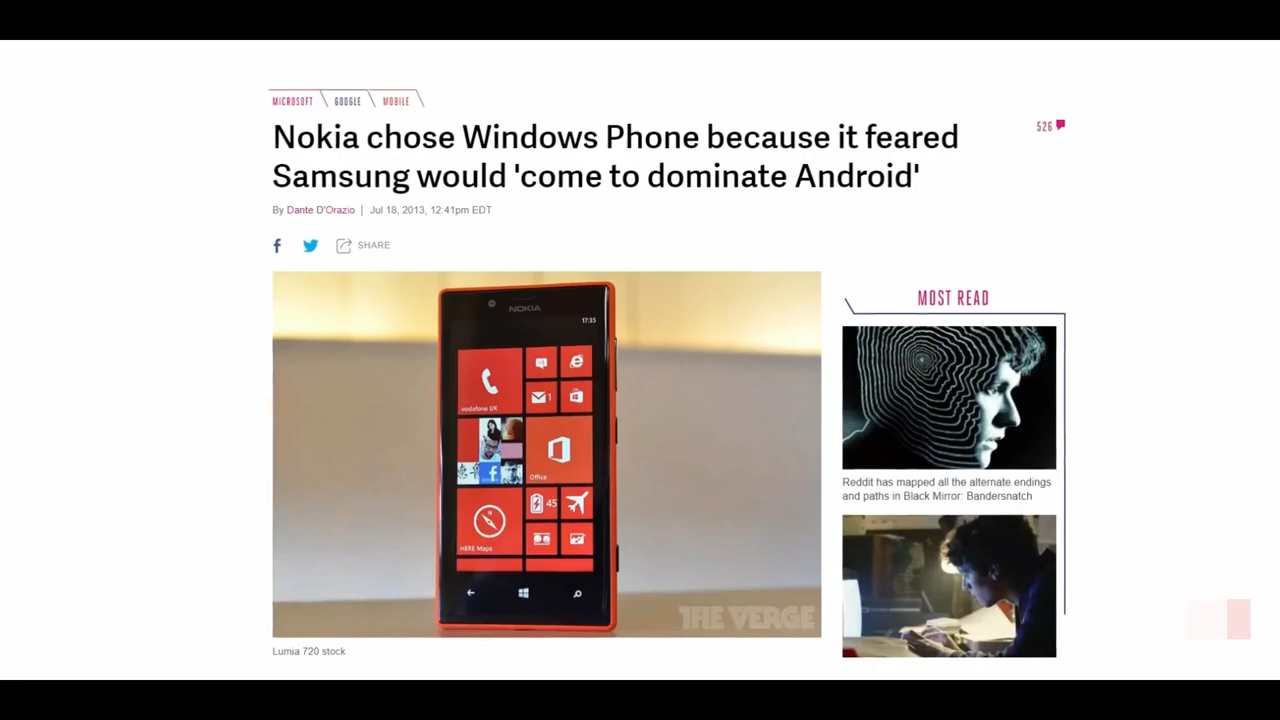 MICROSOFT GOOGLE MOBILE
Nokia chose Windows Phone because it feared
Samsung would 'come to dominate Android'
526
By Dante D'Orazio | Jul 18, 2013, 12:41pm EDT
f SHARE
MOST READ
NOKIA
17:35
vodafone UK
1
Office
45
HERE Maps
THE VERGE
Lumia 720 stock
Reddit has mapped all the alternate endings
and paths in Black Mirror: Bandersnatch